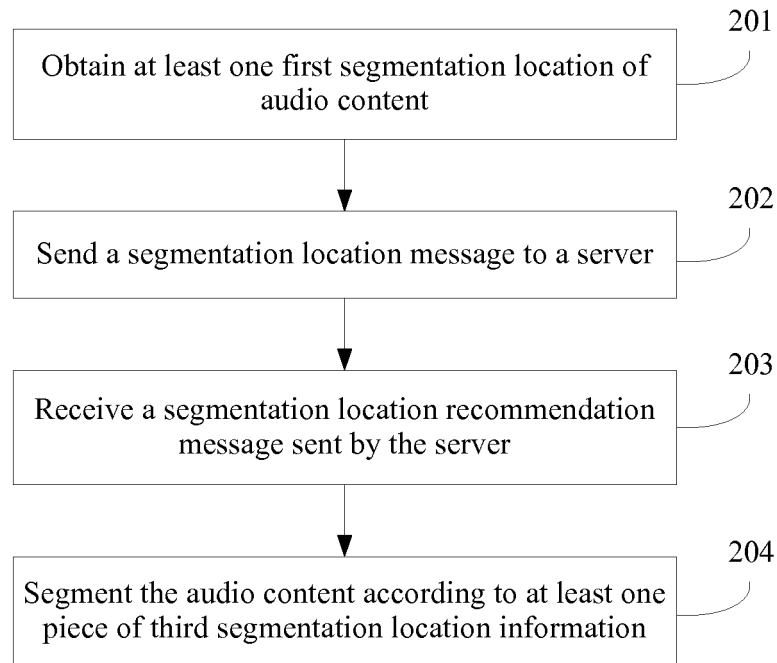 201
Obtain at least one first segmentation location of
audio content
202
Send a segmentation location message to a server
203
Receive a segmentation location recommendation
message sent by the server
204
Segment the audio content according to at least one
piece of third segmentation location information